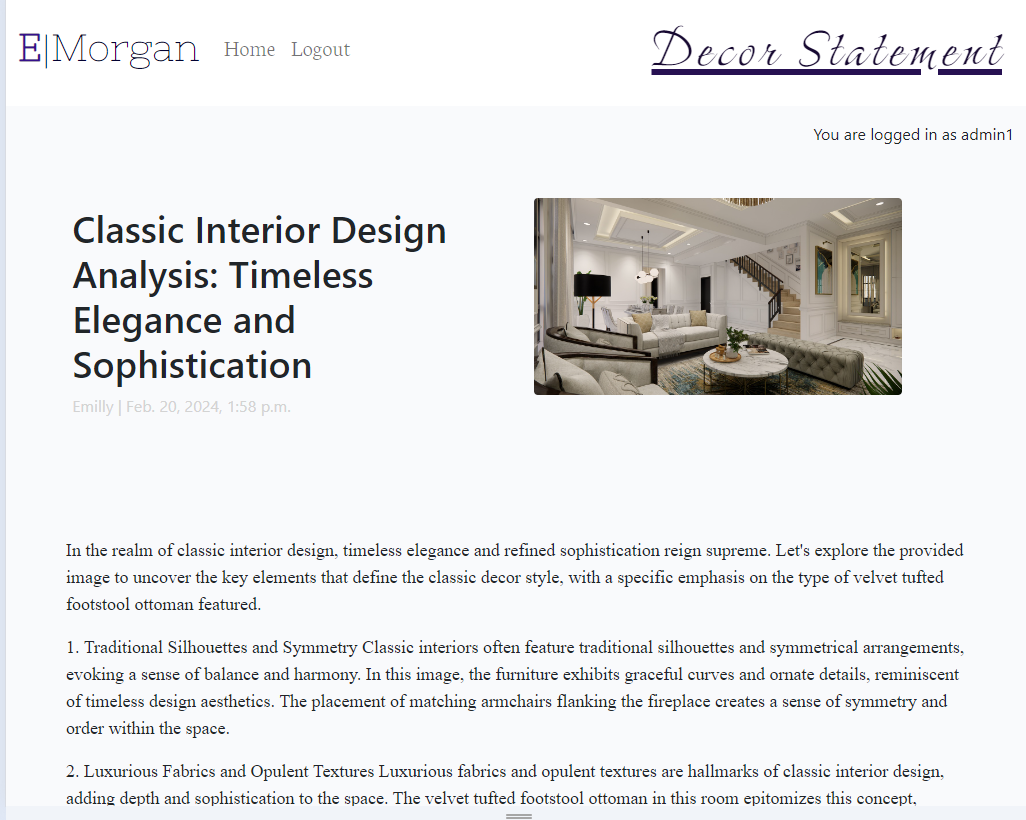 E|Morgan Home Logout Decor Statement
You are logged in as admin1
Classic Interior Design
Analysis: Timeless
Elegance and
Sophistication
Emilly | Feb. 20, 2024, 1:58 p.m.
In the realm of classic interior design, timeless elegance and refined sophistication reign supreme. Let's explore the provided
image to uncover the key elements that define the classic decor style, with a specific emphasis on the type of velvet tufted
footstool ottoman featured.
1. Traditional Silhouettes and Symmetry Classic interiors often feature traditional silhouettes and symmetrical arrangements,
evoking a sense of balance and harmony. In this image, the furniture exhibits graceful curves and ornate details, reminiscent
of timeless design aesthetics. The placement of matching armchairs flanking the fireplace creates a sense of symmetry and
order within the space.
2. Luxurious Fabrics and Opulent Textures Luxurious fabrics and opulent textures are hallmarks of classic interior design,
adding depth and sophistication to the space. The velvet tufted footstool ottoman in this room epitomizes this concept,